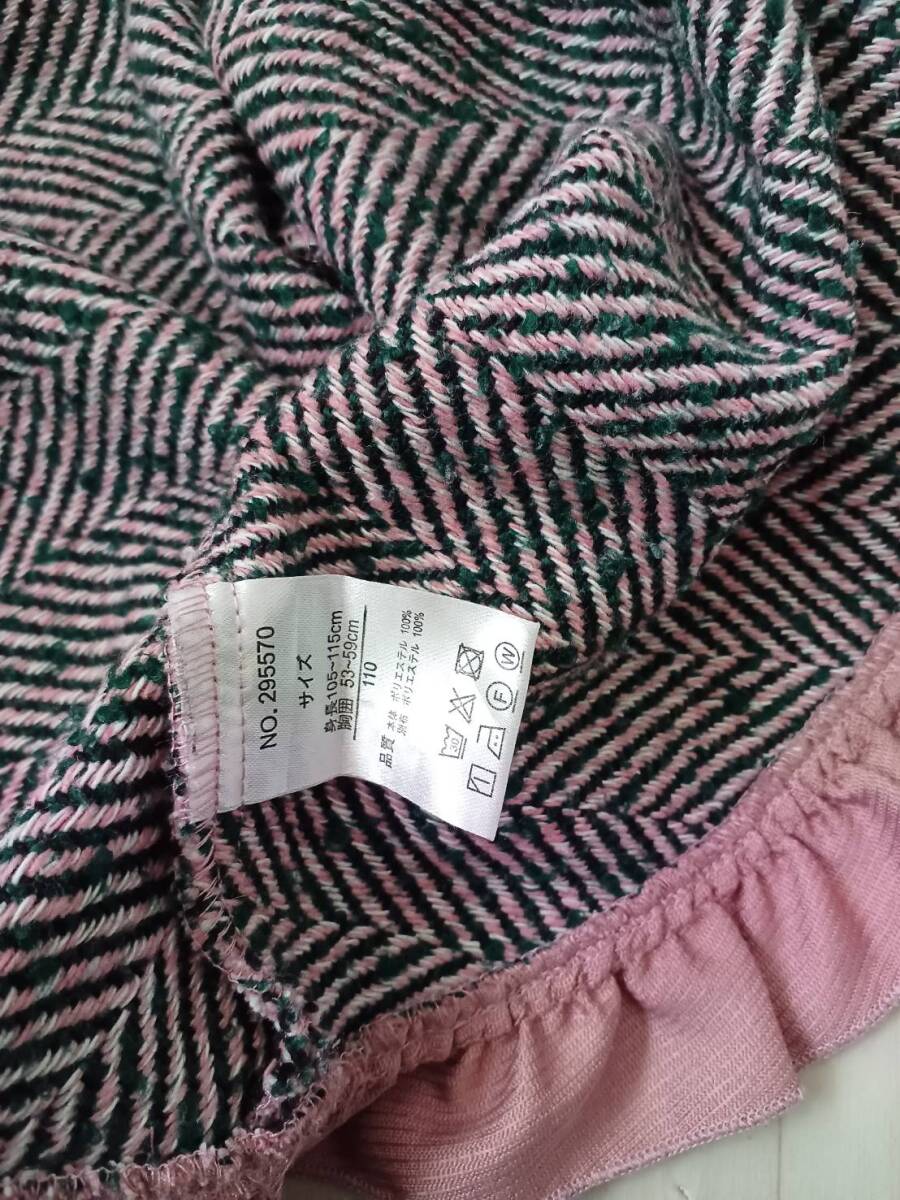 NO.295570
サイズ
身長105~115cm
胸囲 53~59cm
110
品質 本体 ポリエステル 100%
別布 ポリエステル 100%
30
F W